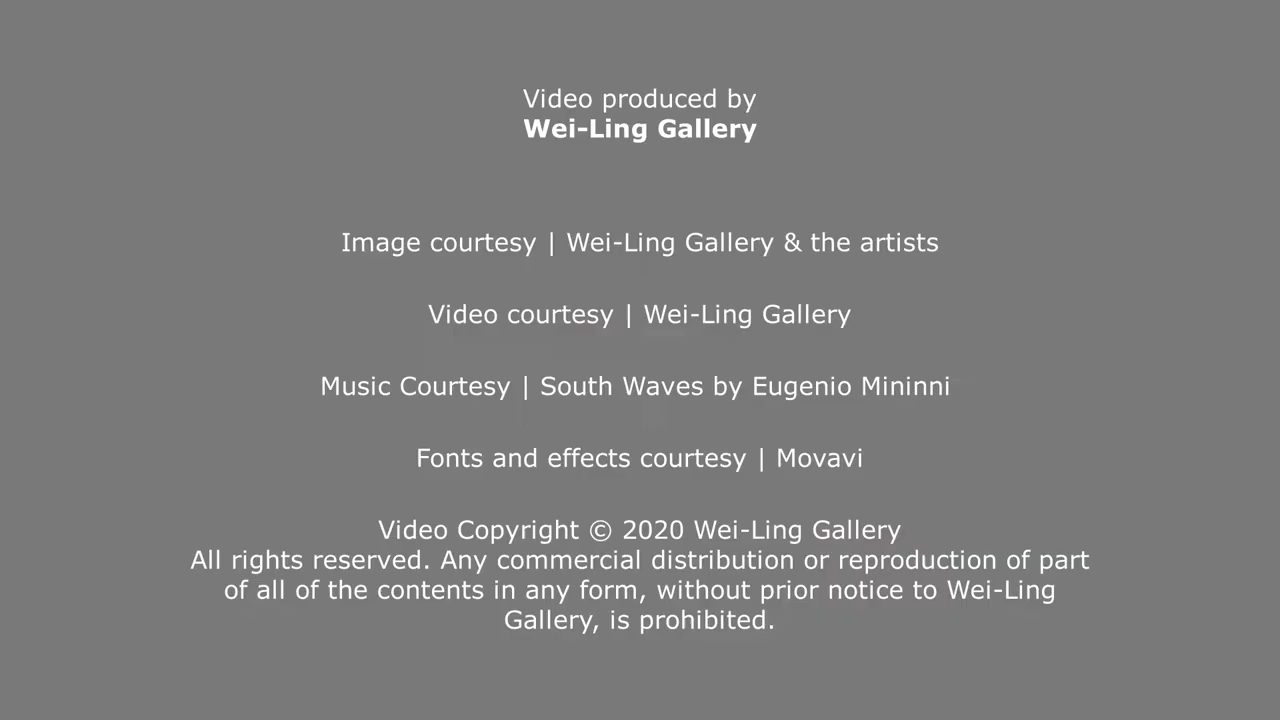 Video produced by
Wei-Ling Gallery
Image courtesy | Wei-Ling Gallery & the artists
Video courtesy | Wei-Ling Gallery
Music Courtesy | South Waves by Eugenio Mininni
Fonts and effects courtesy | Movavi
Video Copyright © 2020 Wei-Ling Gallery
All rights reserved. Any commercial distribution or reproduction of part
of all of the contents in any form, without prior notice to Wei-Ling
Gallery, is prohibited.